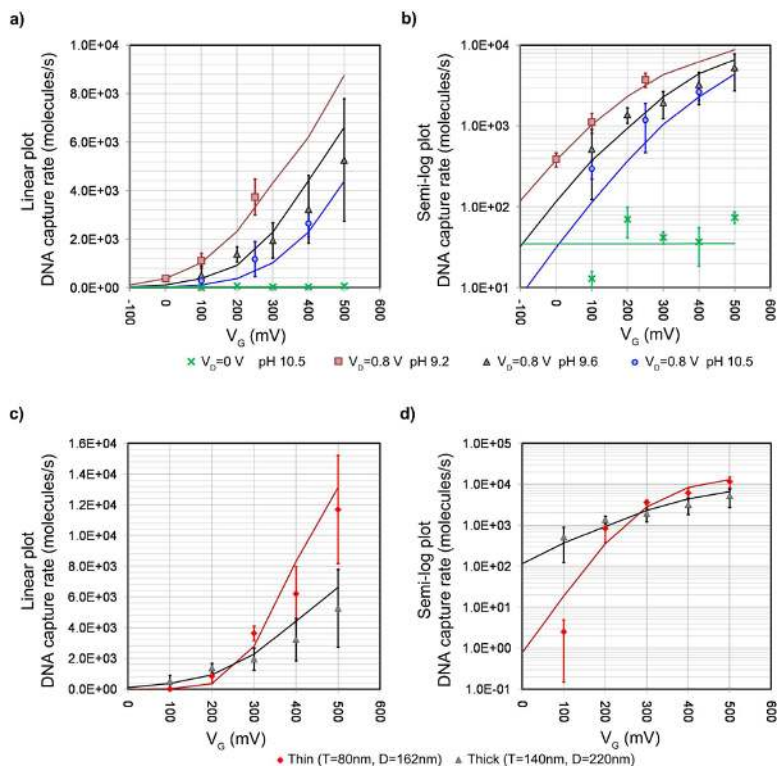 a)
Linear plot
DNA capture rate (molecules/s)
1.0E+04
8.0E+03
6.0E+03
4.0E+03
2.0E+03
0.0E+00
-100 0 100 200 300 400 500 600
V_G (mV)
b)
Semi-log plot
DNA capture rate (molecules/s)
1.0E+04
1.0E+03
1.0E+02
1.0E+01
-100 0 100 200 300 400 500 600
V_G (mV)
V_D=0 V pH 10.5 V_D=0.8 V pH 9.2 V_D=0.8 V pH 9.6 V_D=0.8 V pH 10.5
c)
Linear plot
DNA capture rate (molecules/s)
1.6E+04
1.4E+04
1.2E+04
1.0E+04
8.0E+03
6.0E+03
4.0E+03
2.0E+03
0.0E+00
0 100 200 300 400 500 600
V_G (mV)
d)
Semi-log plot
DNA capture rate (molecules/s)
1.0E+05
1.0E+04
1.0E+03
1.0E+02
1.0E+01
1.0E+00
1.0E-01
0 100 200 300 400 500 600
V_G (mV)
Thin (T=80nm, D=162nm) Thick (T=140nm, D=220nm)